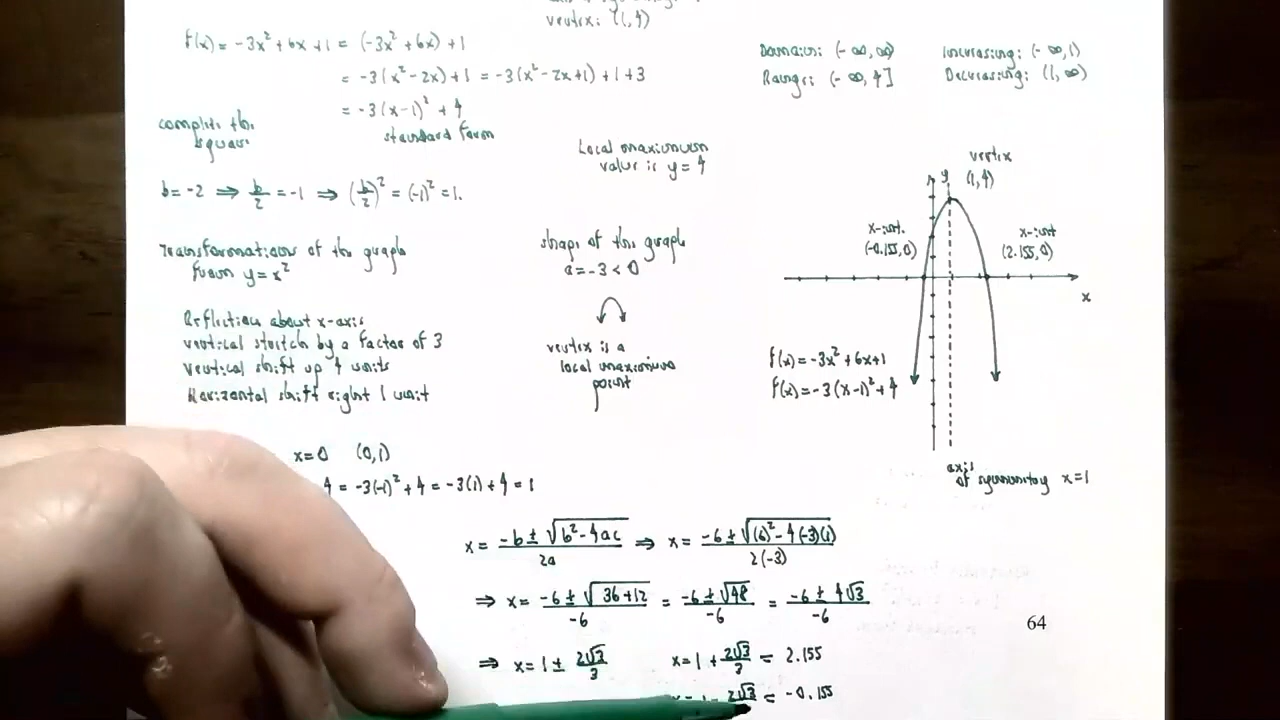 vertex: (1,4)
f(x) = -3x² + 6x + 1 = (-3x² + 6x) + 1
= -3(x² - 2x) + 1 = -3(x² - 2x + 1) + 1 + 3
= -3(x-1)² + 4
standard form
complete the
square
b = -2 ⇒ b/2 = -1 ⇒ (b/2)² = (-1)² = 1.
Domain: (-∞, ∞)
Range: (-∞, 4]
Increasing: (-∞, 1)
Decreasing: (1, ∞)
Local maximum
value is y = 4
Transformations of the graph
from y = x²
Reflection about x-axis
vertical stretch by a factor of 3
vertical shift up 4 units
Horizontal shift right 1 unit
shape of the graph
a = -3 < 0
vertex is a
local maximum
point
vertex
(1,4)
y
x-int.
(-0.155,0)
x-int
(2.155,0)
x
f(x) = -3x² + 6x + 1
f(x) = -3(x-1)² + 4
axis
of symmetry x = 1
x = 0 (0,1)
4 = -3(-1)² + 4 = -3(1) + 4 = 1
x = (-b ± √(b² - 4ac))/2a ⇒ x = (-6 ± √((6)² - 4(-3)(1)))/2(-3)
⇒ x = (-6 ± √(36+12))/-6 = (-6 ± √48)/-6 = (-6 ± 4√3)/-6
⇒ x = 1 ± 2√3/3
x = 1 + 2√3/3 = 2.155
2√3/3 = -0.155
64